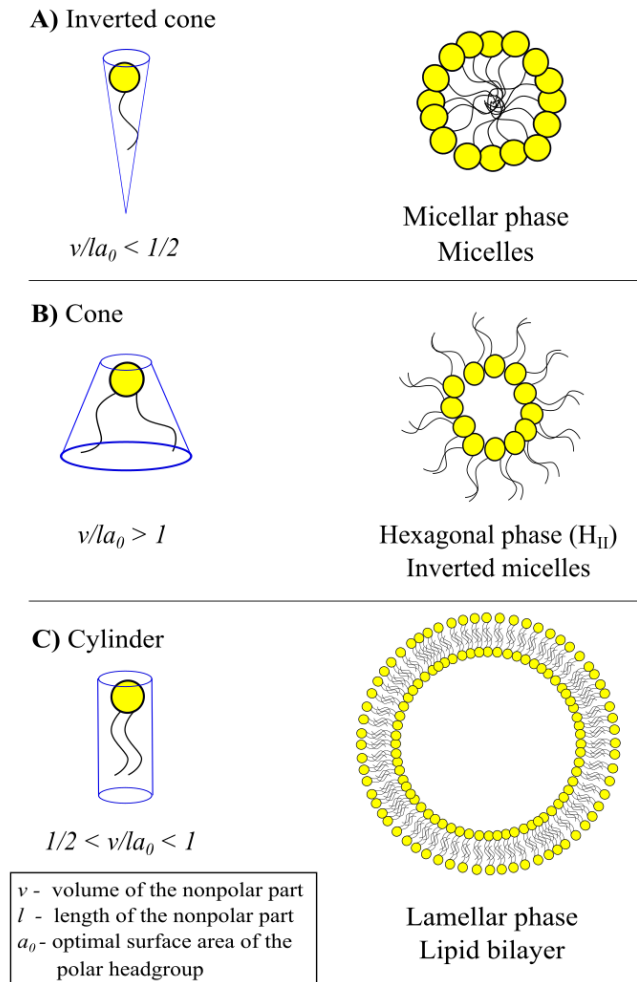 A) Inverted cone
v/la₀ < 1/2
Micellar phase
Micelles
B) Cone
v/la₀ > 1
Hexagonal phase (H_II)
Inverted micelles
C) Cylinder
1/2 < v/la₀ < 1
v - volume of the nonpolar part
l - length of the nonpolar part
a₀- optimal surface area of the
polar headgroup
Lamellar phase
Lipid bilayer